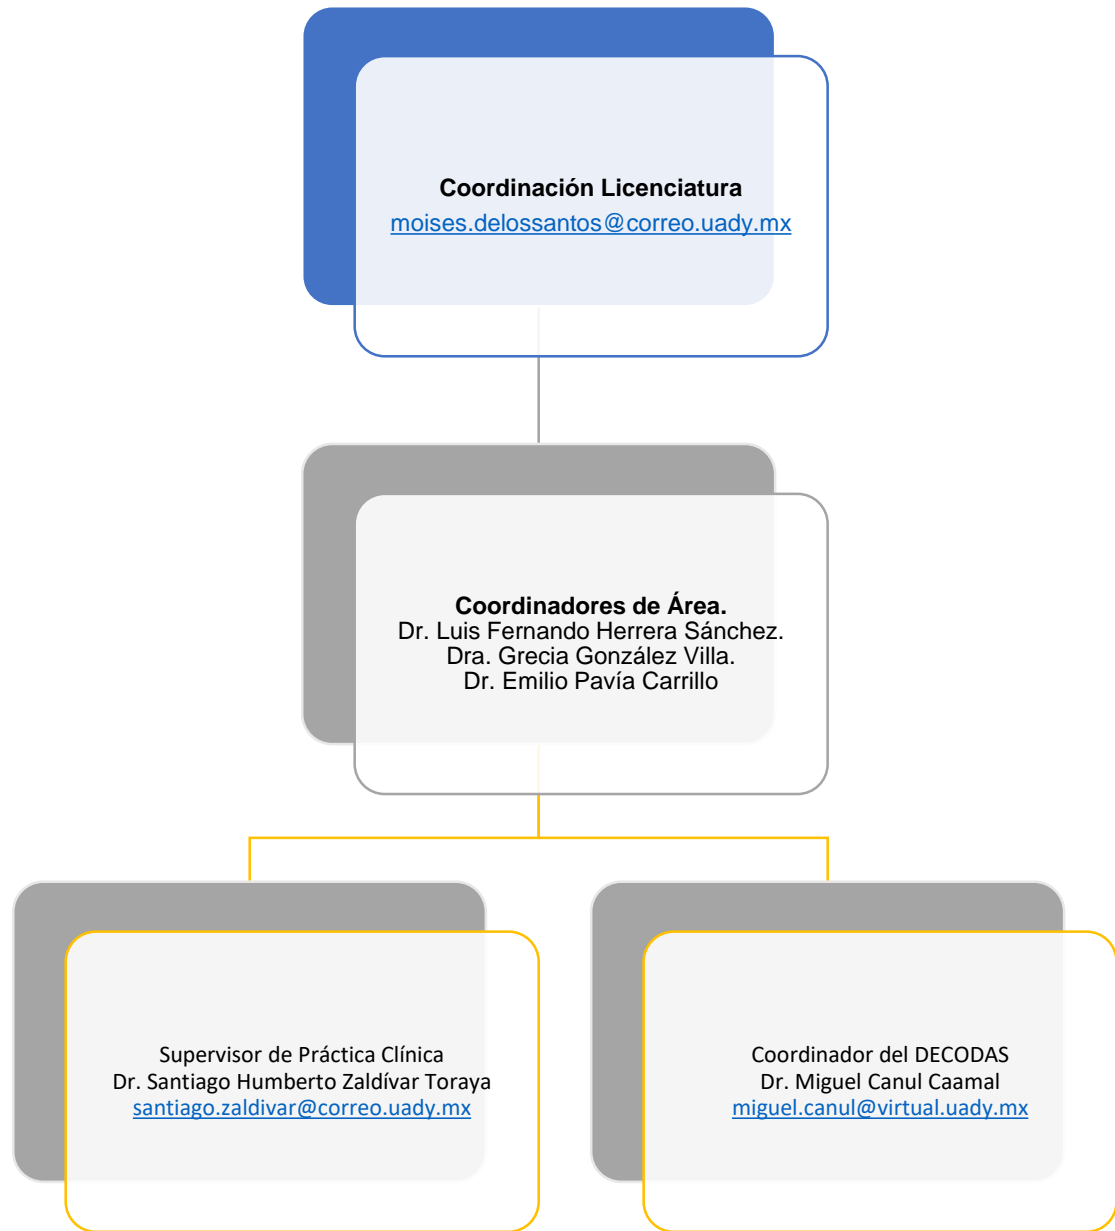 Coordinación Licenciatura
moises.delossantos@correo.uady.mx
Coordinadores de Área.
Dr. Luis Fernando Herrera Sánchez.
Dra. Grecia González Villa.
Dr. Emilio Pavía Carrillo
Supervisor de Práctica Clínica
Dr. Santiago Humberto Zaldívar Toraya
santiago.zaldivar@correo.uady.mx
Coordinador del DECODAS
Dr. Miguel Canul Caamal
miguel.canul@virtual.uady.mx